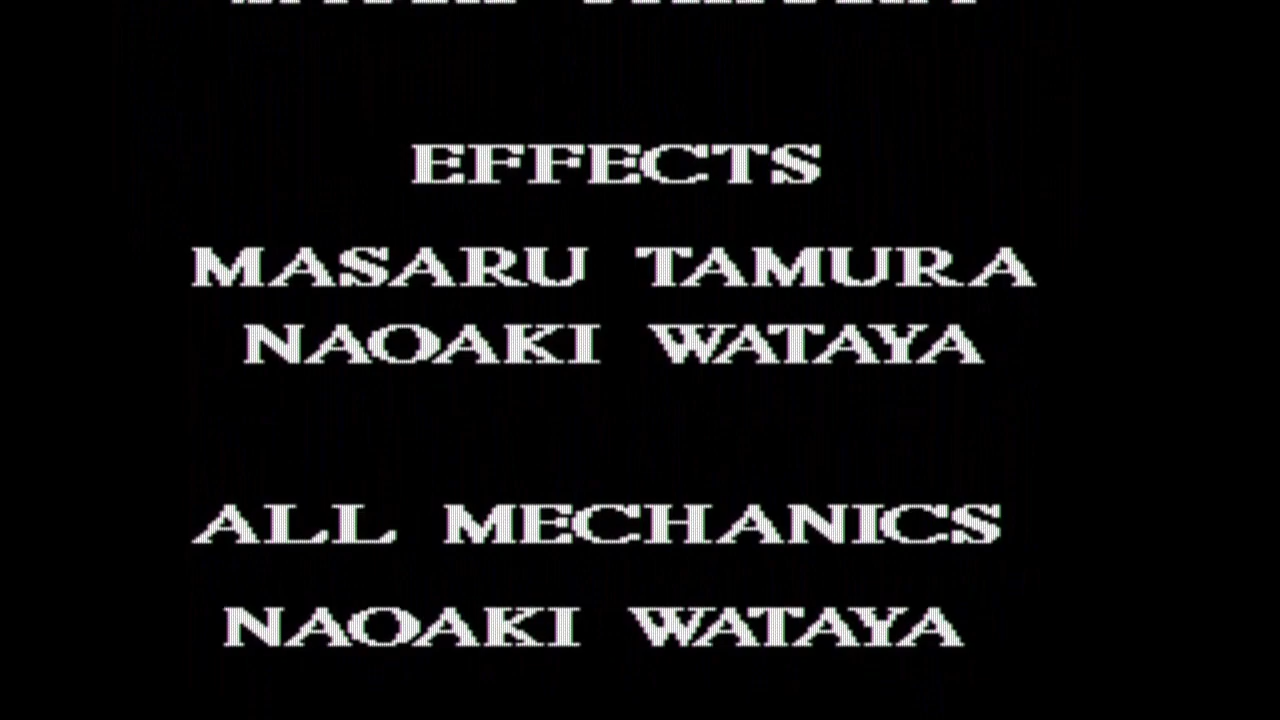 EFFECTS
MASARU TAMURA
NAOAKI WATAYA
ALL MECHANICS
NAOAKI WATAYA